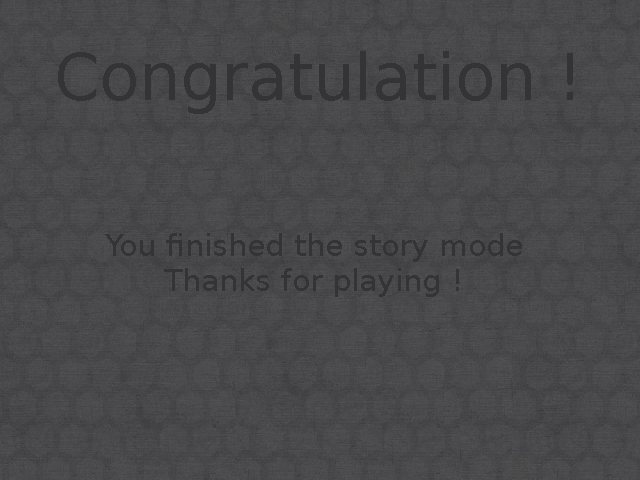 Congratulation !
You finished the story mode
Thanks for playing !